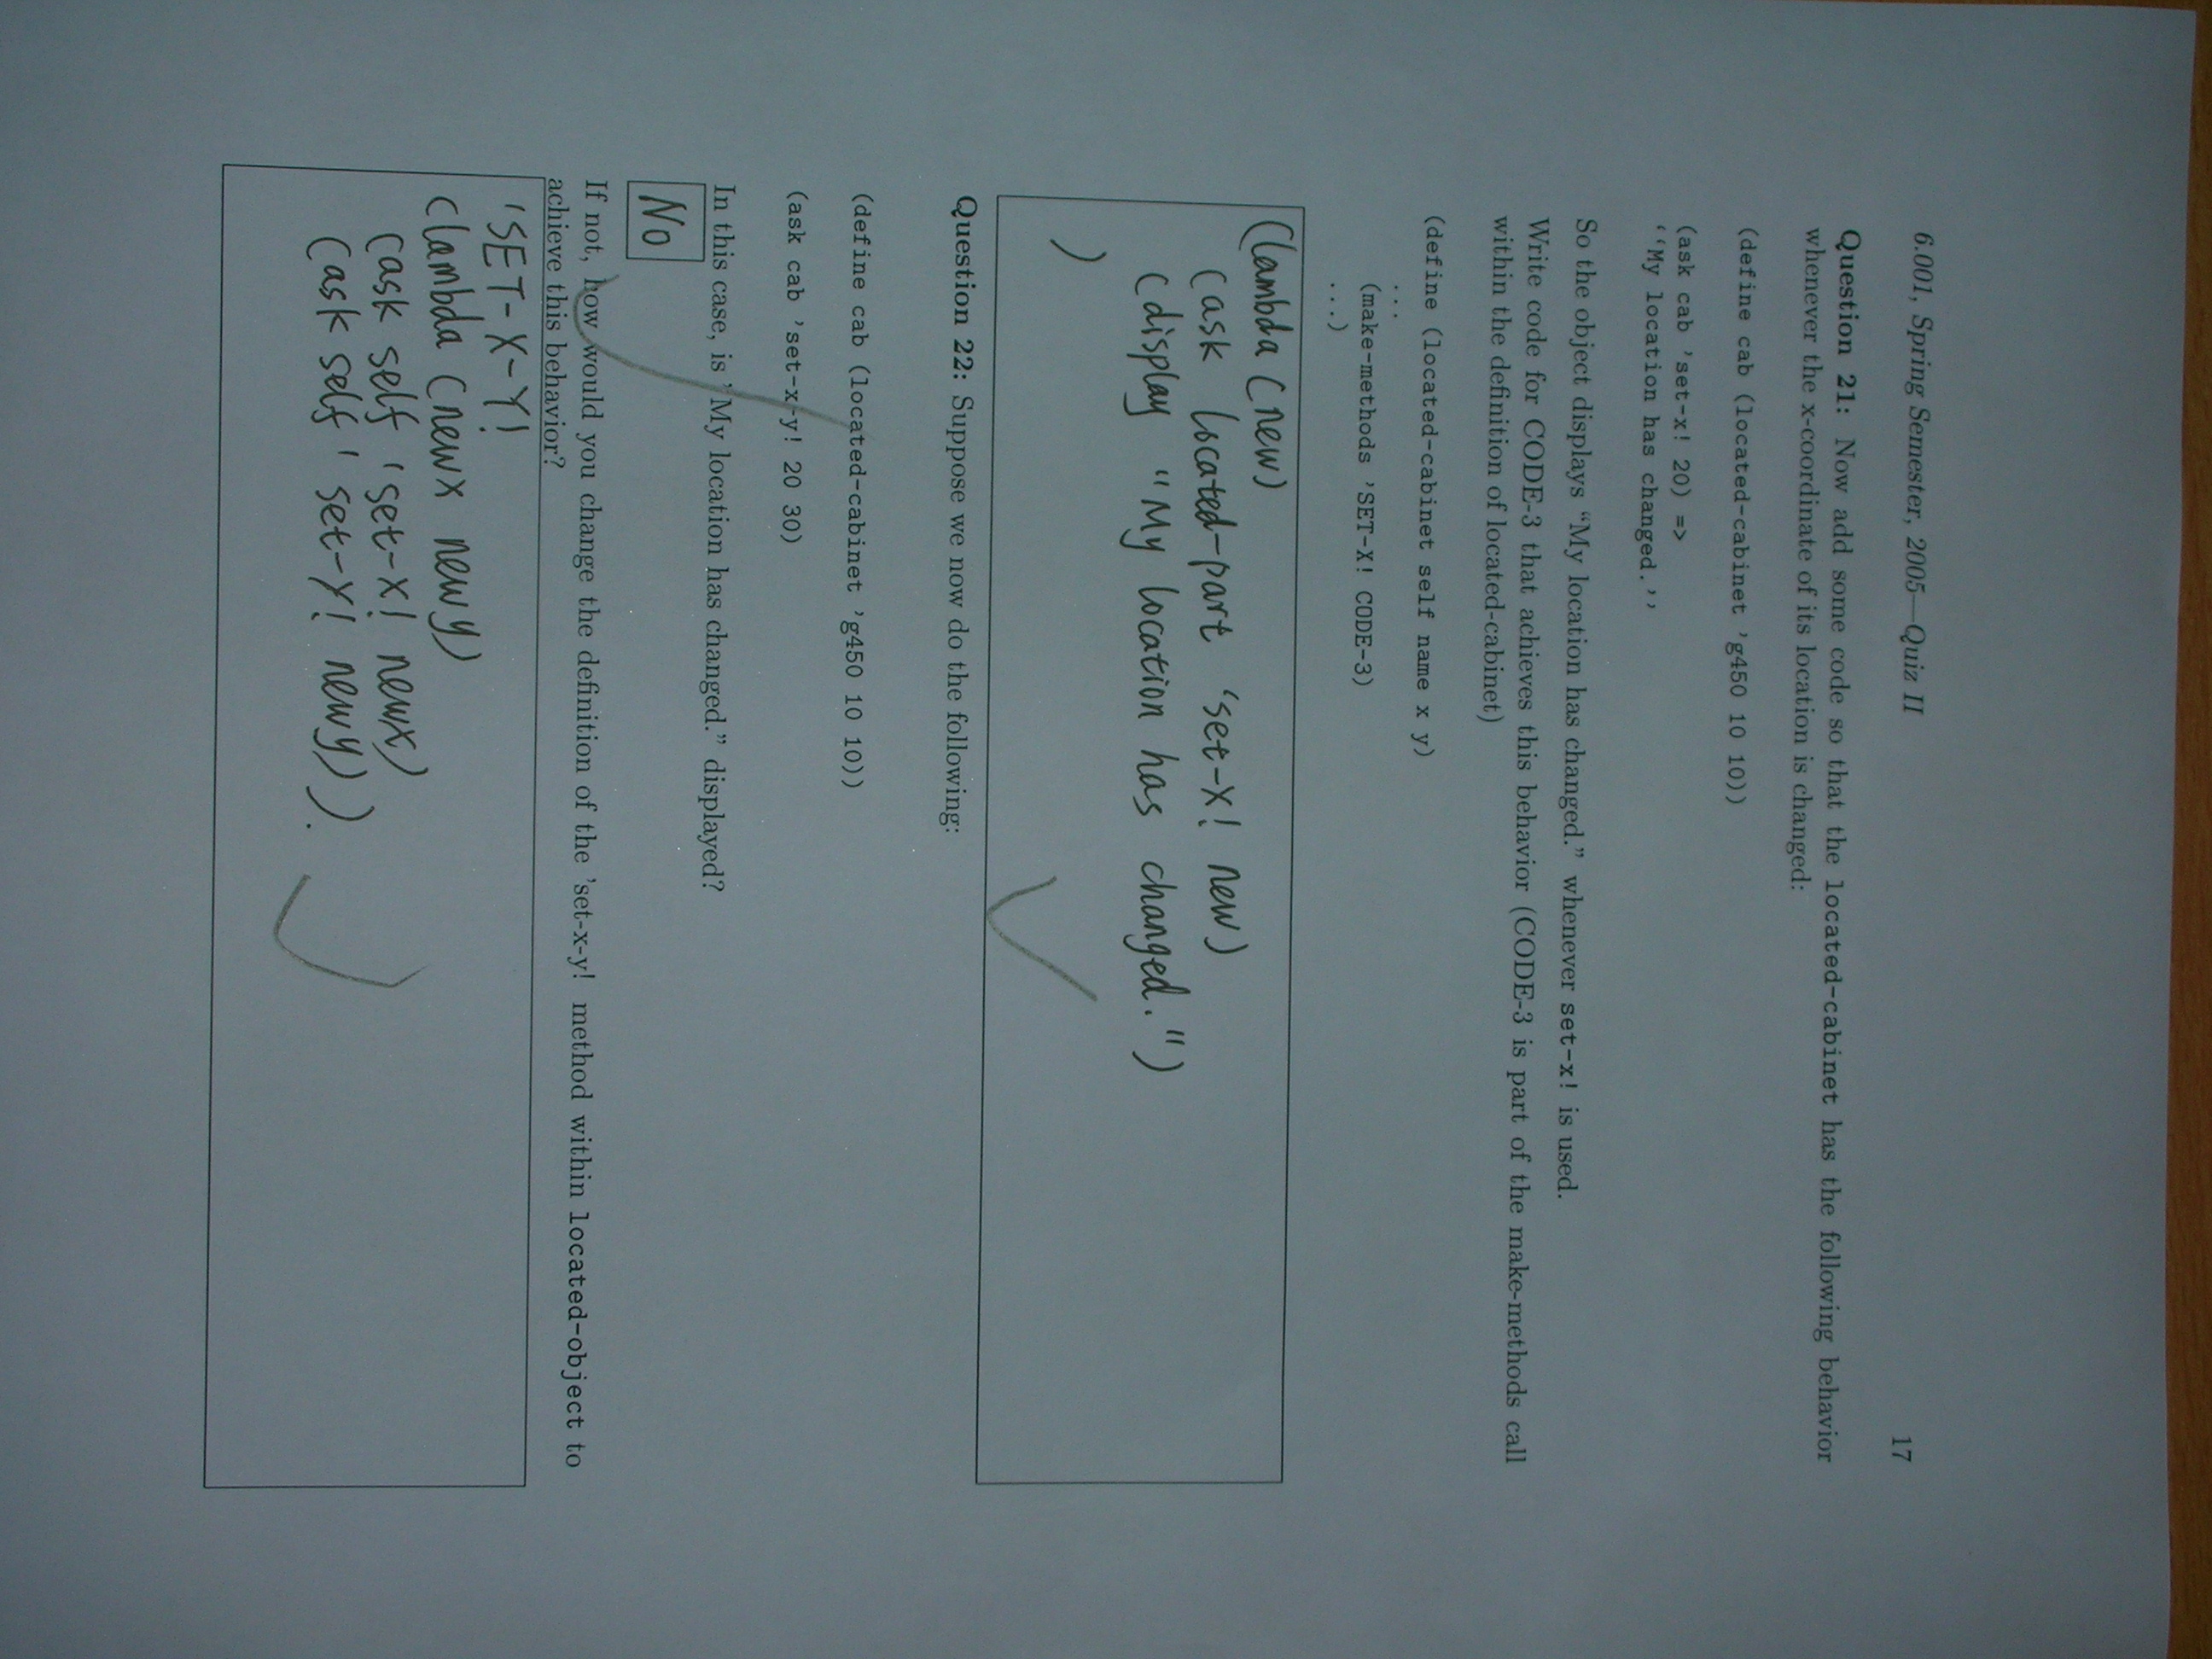 6.001, Spring Semester, 2005—Quiz II 17
Question 21: Now add some code so that the located-cabinet has the following behavior
whenever the x-coordinate of its location is changed:
(define cab (located-cabinet 'g450 10 10))
(ask cab 'set-x! 20) =>
‘‘My location has changed.’’
So the object displays “My location has changed.” whenever set-x! is used.
Write code for CODE-3 that achieves this behavior (CODE-3 is part of the make-methods call
within the definition of located-cabinet)
(define (located-cabinet self name x y)
...
(make-methods 'SET-X! CODE-3)
...)
(lambda (new)
(ask located-part 'set-X! new)
(display "My location has changed.")
)
Question 22: Suppose we now do the following:
(define cab (located-cabinet 'g450 10 10))
(ask cab 'set-x-y! 20 30)
In this case, is ”My location has changed.” displayed?
No
If not, how would you change the definition of the 'set-x-y! method within located-object to
achieve this behavior?
'SET-X-Y!
(lambda (newx newy)
(ask self 'set-X! newx)
(ask self 'set-Y! newy)).